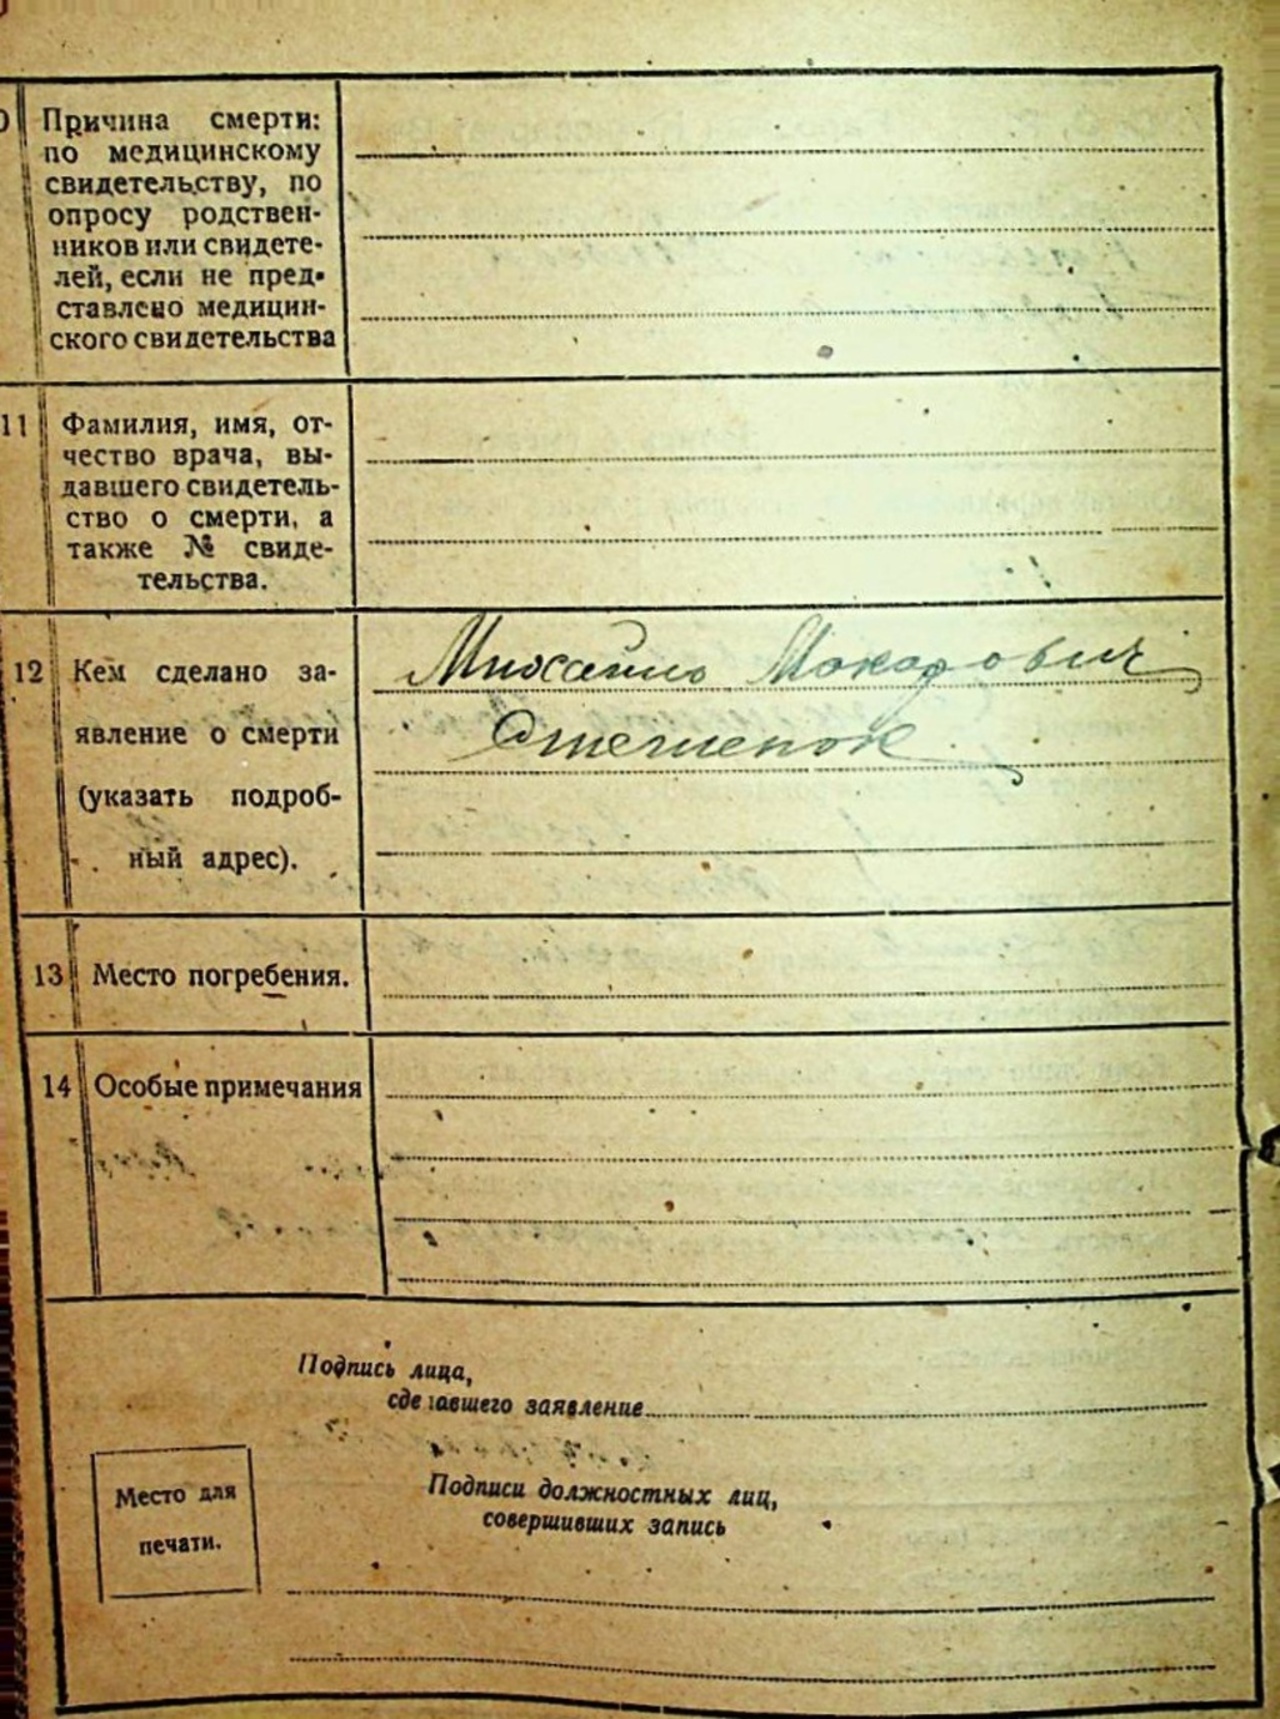 Причина смерти:
по медицинскому
свидетельству, по
опросу родствен-
ников или свидете-
лей, если не пред-
ставлено медицин-
ского свидетельства
11 Фамилия, имя, от-
чество врача, вы-
давшего свидетель-
ство о смерти, а
также № свиде-
тельства.
12 Кем сделано за-
явление о смерти
(указать подроб-
ный адрес).
Макарович
13 Место погребения.
14 Особые примечания
Подпись лица,
сделавшего заявление
Место для
печати.
Подписи должностных лиц,
совершивших запись